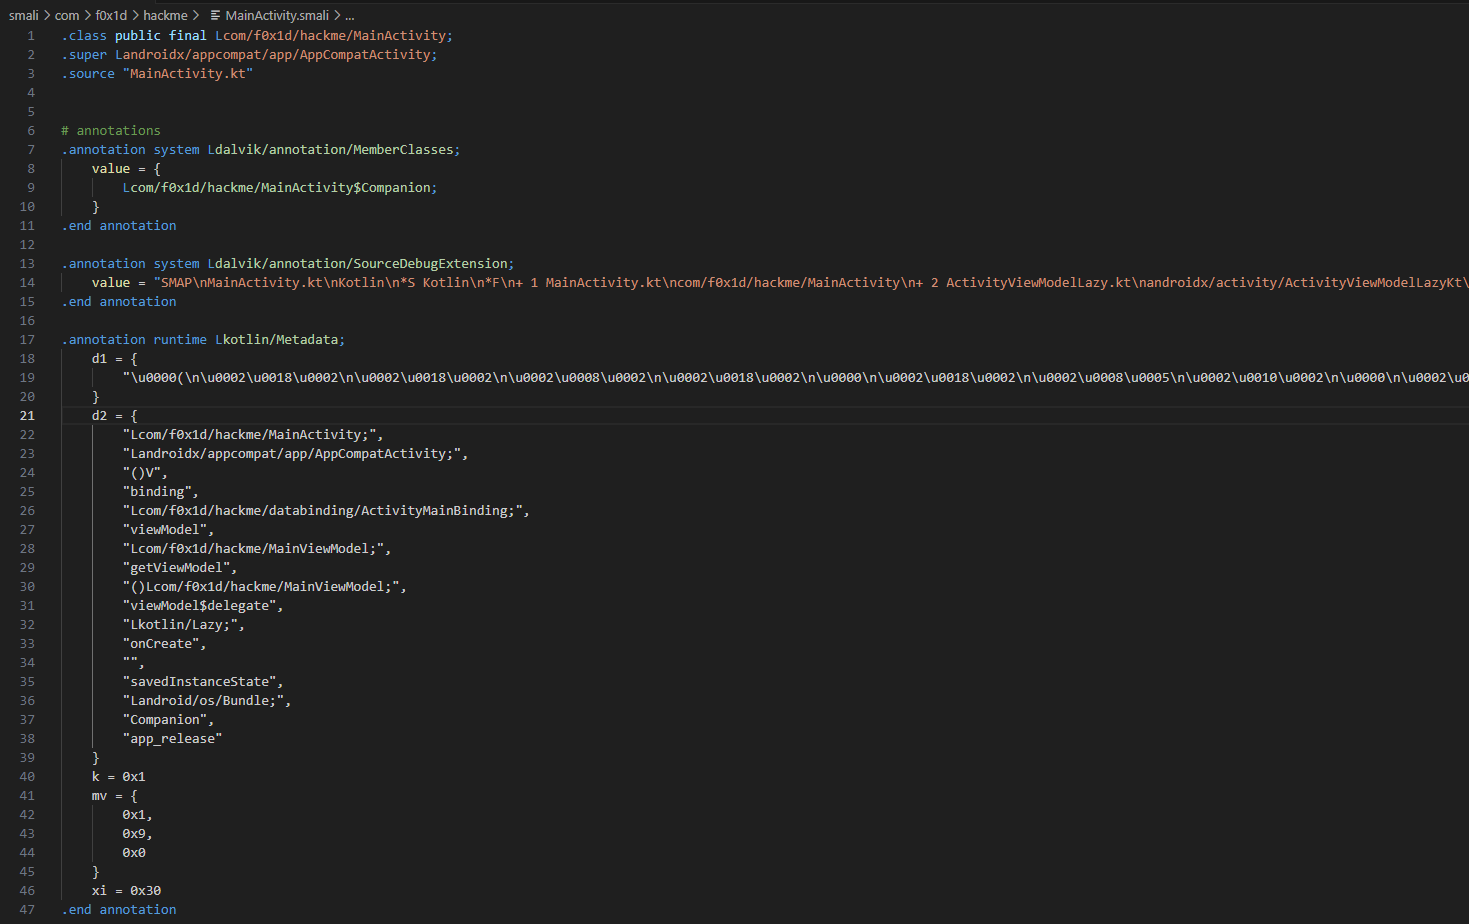 smali > com > f0x1d > hackme > MainActivity.smali > ...
1 .class public final Lcom/f0x1d/hackme/MainActivity;
2 .super Landroidx/appcompat/app/AppCompatActivity;
3 .source "MainActivity.kt"
4
5
6 # annotations
7 .annotation system Ldalvik/annotation/MemberClasses;
8 value = {
9 Lcom/f0x1d/hackme/MainActivity$Companion;
10 }
11 .end annotation
12
13 .annotation system Ldalvik/annotation/SourceDebugExtension;
14 value = "SMAP\nMainActivity.kt\nKotlin\n*S Kotlin\n*F\n+ 1 MainActivity.kt\ncom/f0x1d/hackme/MainActivity\n+ 2 ActivityViewModelLazy.kt\nandroidx/activity/ActivityViewModelLazyKt\
15 .end annotation
16
17 .annotation runtime Lkotlin/Metadata;
18 d1 = {
19 "\u0000(\n\u0002\u0018\u0002\n\u0002\u0018\u0002\n\u0002\u0008\u0002\n\u0002\u0018\u0002\n\u0000\n\u0002\u0018\u0002\n\u0002\u0008\u0005\n\u0002\u0010\u0002\n\u0000\n\u0002\u0
20 }
21 d2 = {
22 "Lcom/f0x1d/hackme/MainActivity;",
23 "Landroidx/appcompat/app/AppCompatActivity;",
24 "()V",
25 "binding",
26 "Lcom/f0x1d/hackme/databinding/ActivityMainBinding;",
27 "viewModel",
28 "Lcom/f0x1d/hackme/MainViewModel;",
29 "getViewModel",
30 "()Lcom/f0x1d/hackme/MainViewModel;",
31 "viewModel$delegate",
32 "Lkotlin/Lazy;",
33 "onCreate",
34 "",
35 "savedInstanceState",
36 "Landroid/os/Bundle;",
37 "Companion",
38 "app_release"
39 }
40 k = 0x1
41 mv = {
42 0x1,
43 0x9,
44 0x0
45 }
46 xi = 0x30
47 .end annotation